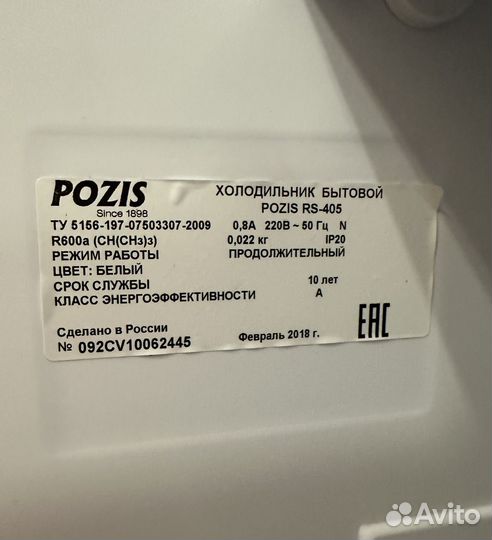 POZIS
Since 1898
ХОЛОДИЛЬНИК БЫТОВОЙ
POZIS RS-405
ТУ 5156-197-07503307-2009 0,8А 220В ~ 50 Гц N
R600a (CH(CH₃)₃) 0,022 кг IP20
РЕЖИМ РАБОТЫ ПРОДОЛЖИТЕЛЬНЫЙ
ЦВЕТ: БЕЛЫЙ
СРОК СЛУЖБЫ 10 лет
КЛАСС ЭНЕРГОЭФФЕКТИВНОСТИ А
Сделано в России
№ 092CV10062445 Февраль 2018 г.
EAC
Avito